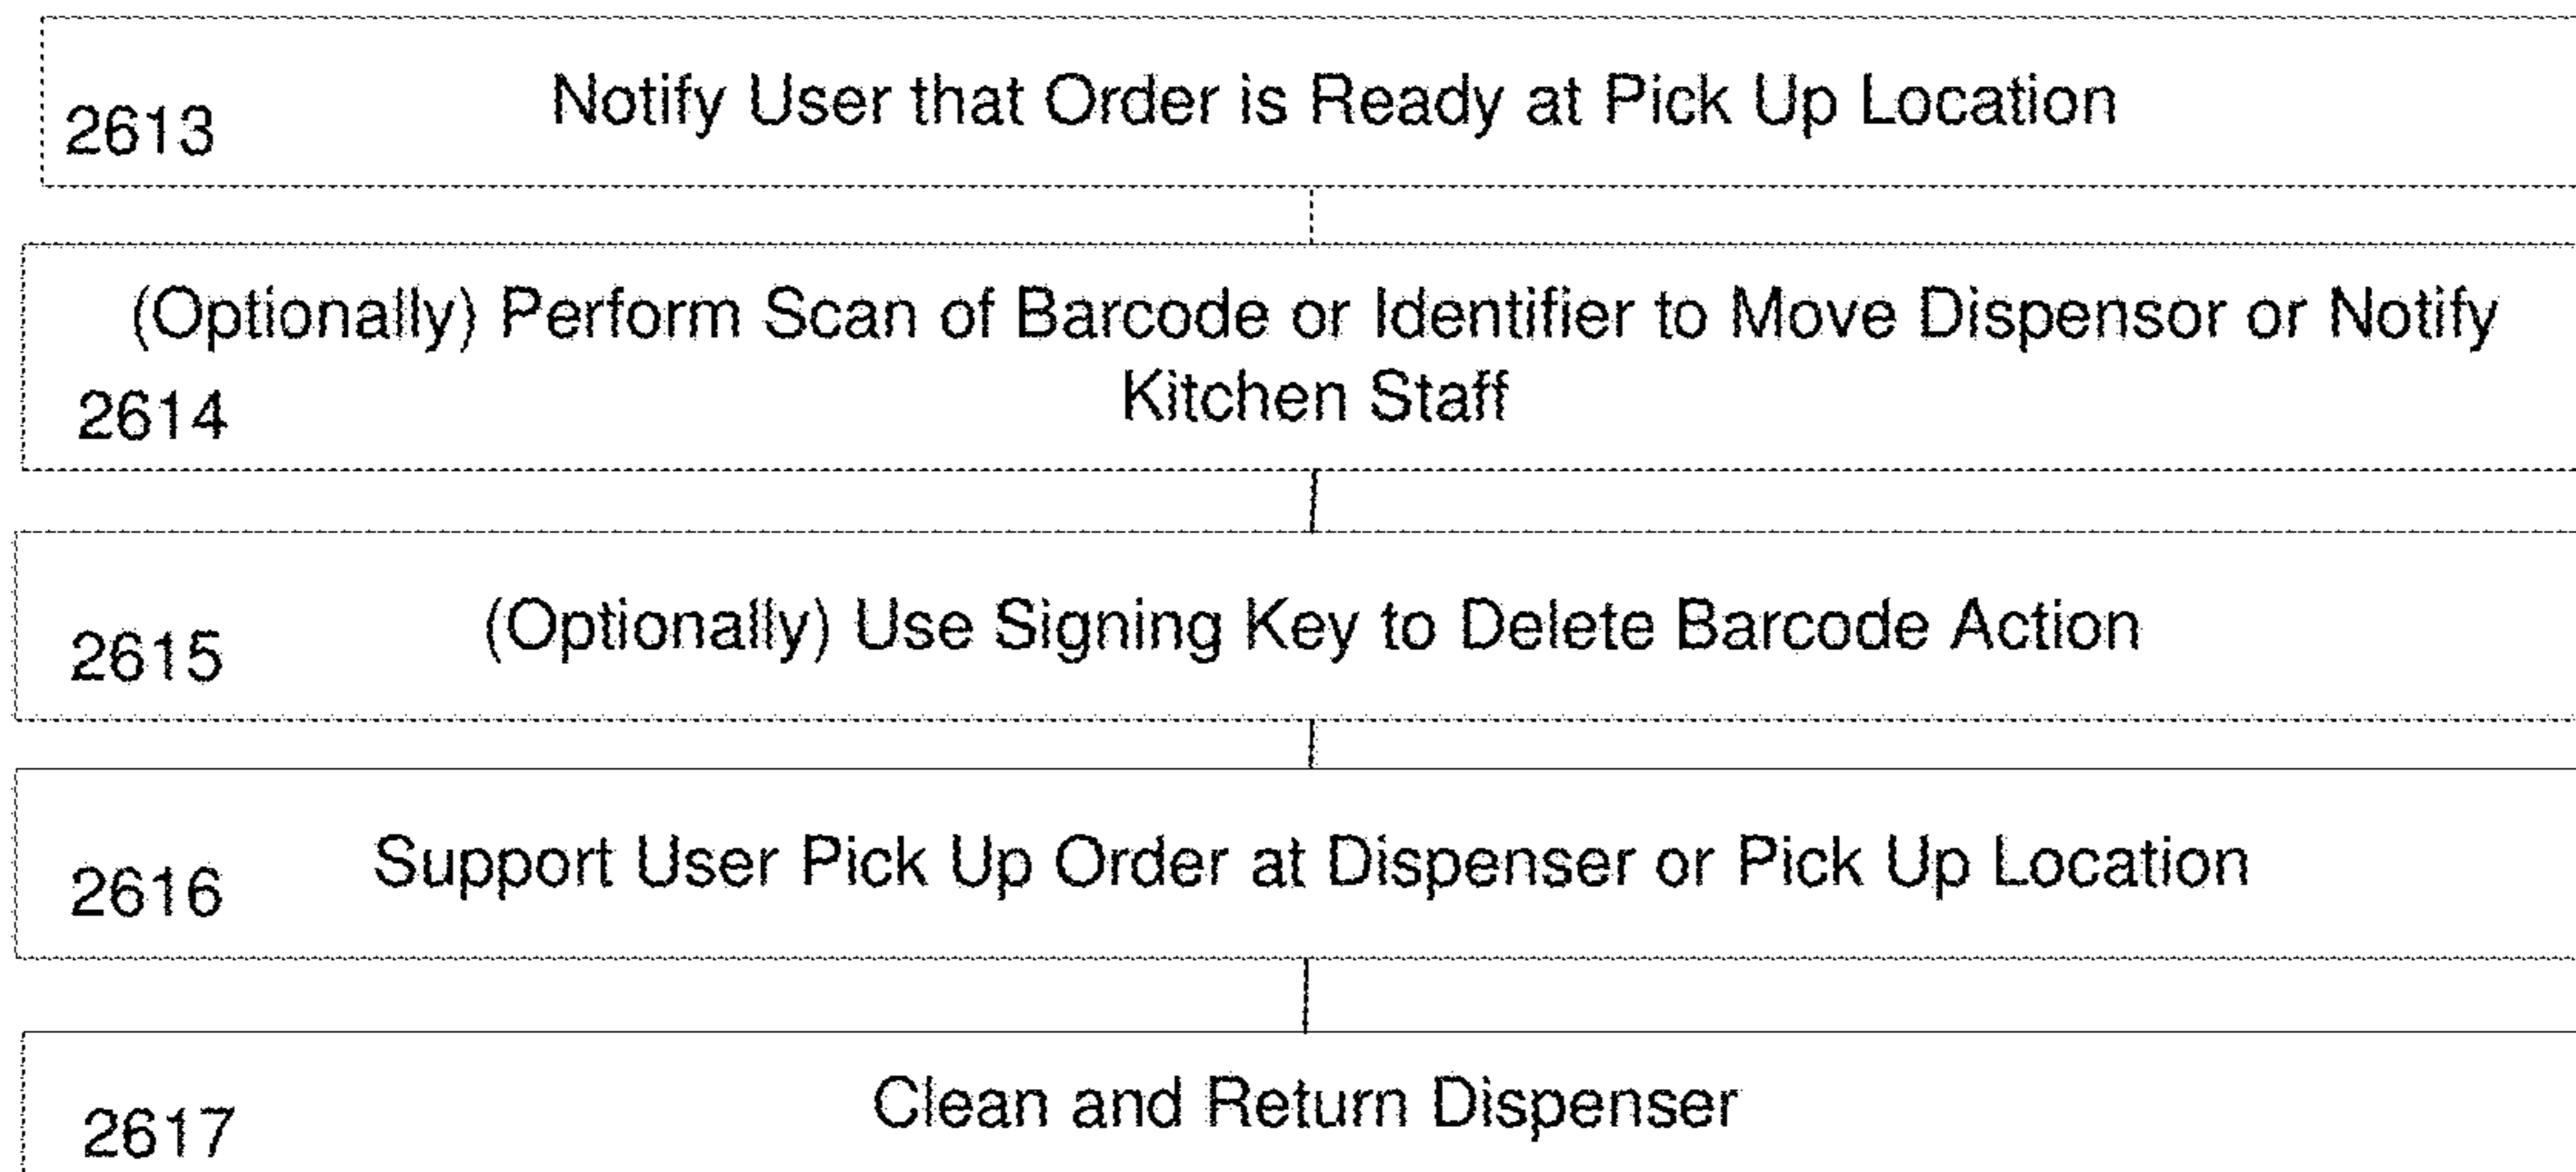 Notify User that Order is Ready at Pick Up Location
2613
(Optionally) Perform Scan of Barcode or Identifier to Move Dispensor or Notify
Kitchen Staff
2614
(Optionally) Use Signing Key to Delete Barcode Action
2615
Support User Pick Up Order at Dispenser or Pick Up Location
2616
Clean and Return Dispenser
2617